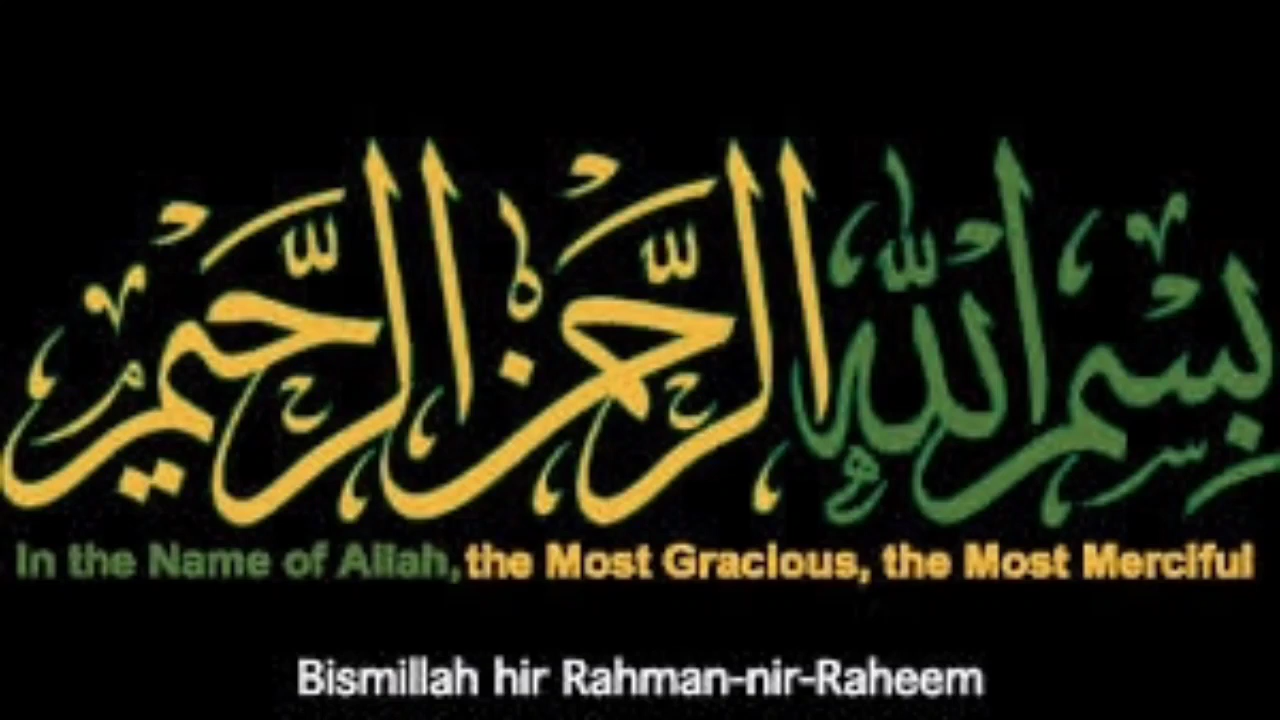 بسم الله الرحمن الرحيم
In the Name of Allah, the Most Gracious, the Most Merciful
Bismillah hir Rahman-nir-Raheem